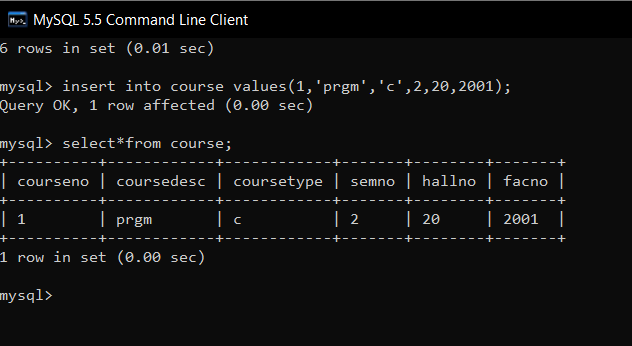 MySQL 5.5 Command Line Client
6 rows in set (0.01 sec)
mysql> insert into course values(1,'prgm','c',2,20,2001);
Query OK, 1 row affected (0.00 sec)
mysql> select*from course;
+----------+------------+------------+-------+--------+-------+
| courseno | coursedesc | coursetype | semno | hallno | facno |
+----------+------------+------------+-------+--------+-------+
| 1        | prgm       | c          | 2     | 20     | 2001  |
+----------+------------+------------+-------+--------+-------+
1 row in set (0.00 sec)
mysql>